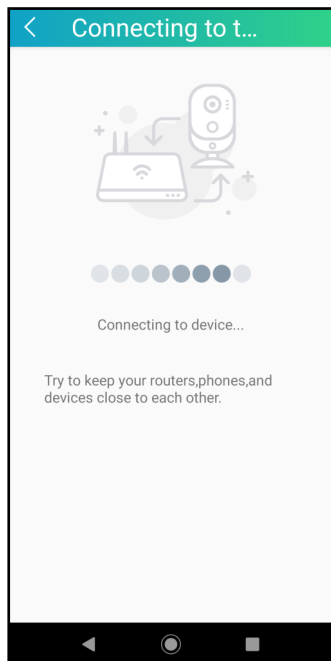 Connecting to t...
Connecting to device...
Try to keep your routers,phones,and
devices close to each other.